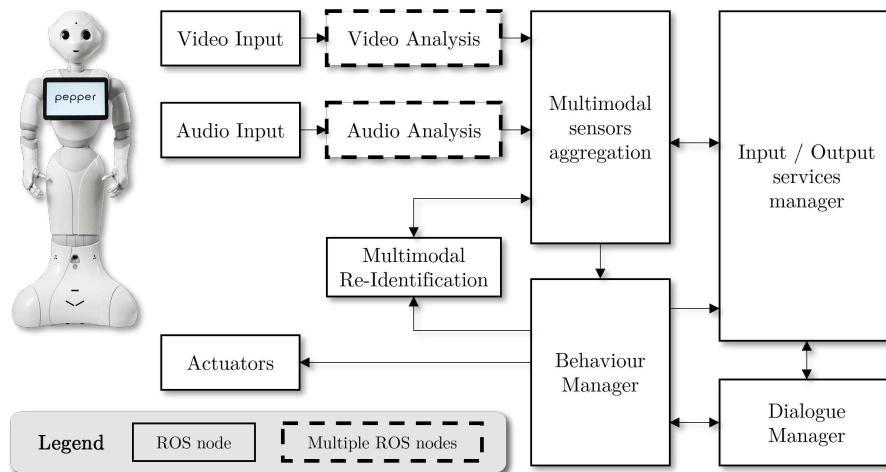 pepper
Video Input
Video Analysis
Audio Input
Audio Analysis
Multimodal
sensors
aggregation
Input / Output
services
manager
Multimodal
Re-Identification
Actuators
Behaviour
Manager
Dialogue
Manager
Legend
ROS node
Multiple ROS nodes